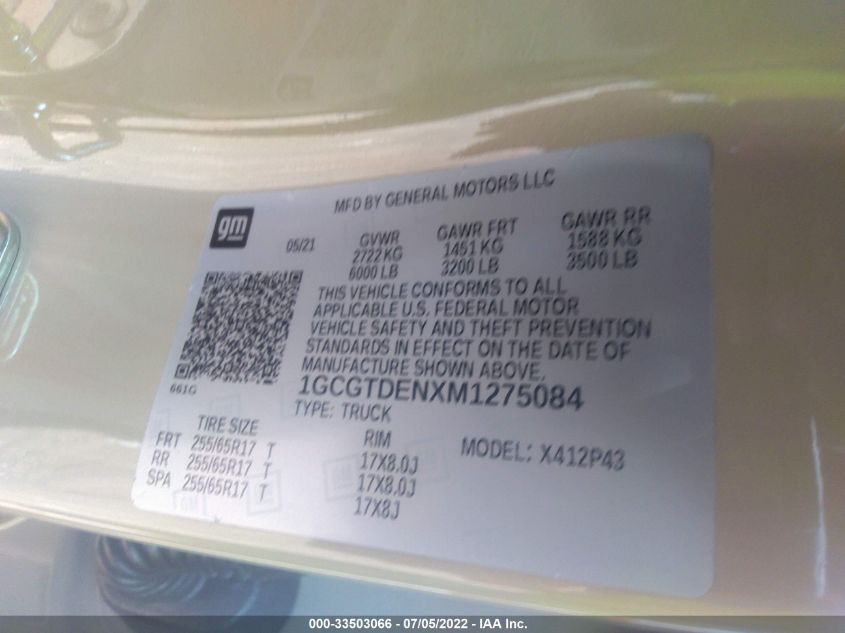 MFD BY GENERAL MOTORS LLC
gm
05/21
GVWR GAWR FRT GAWR RR
2722 KG 1451 KG 1588 KG
6000 LB 3200 LB 3500 LB
THIS VEHICLE CONFORMS TO ALL
APPLICABLE U.S. FEDERAL MOTOR
VEHICLE SAFETY AND THEFT PREVENTION
STANDARDS IN EFFECT ON THE DATE OF
MANUFACTURE SHOWN ABOVE.
661G
1GCGTDENXM1275084
TYPE: TRUCK
TIRE SIZE RIM MODEL: X412P43
FRT 255/65R17 T 17X8.0J
RR 255/65R17 T 17X8.0J
SPA 255/65R17 T 17X8J
000-33503066 - 07/05/2022 - IAA Inc.